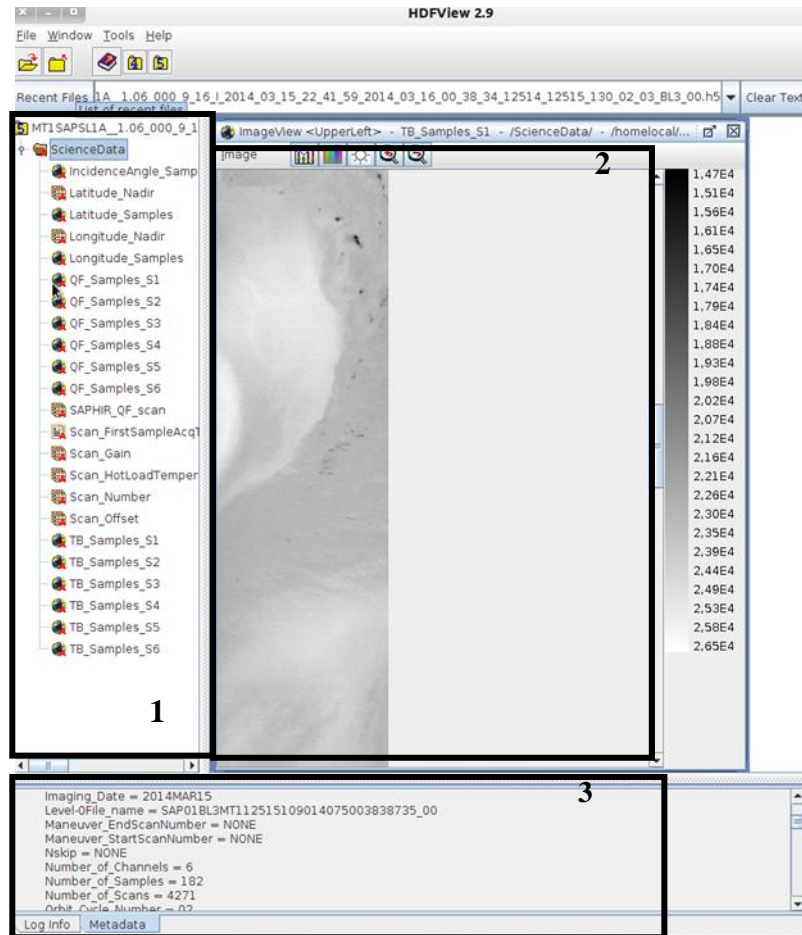 HDFView 2.9
File Window Tools Help
Recent Files 1A__1.06_000_9_16_I_2014_03_15_22_41_59_2014_03_16_00_38_34_12514_12515_130_02_03_BL3_00.h5 Clear Text
List of recent files
MT1SAPSL1A__1.06_000_9_1
ScienceData
IncidenceAngle_Samp
Latitude_Nadir
Latitude_Samples
Longitude_Nadir
Longitude_Samples
QF_Samples_S1
QF_Samples_S2
QF_Samples_S3
QF_Samples_S4
QF_Samples_S5
QF_Samples_S6
SAPHIR_QF_scan
Scan_FirstSampleAcqT
Scan_Gain
Scan_HotLoadTemper
Scan_Number
Scan_Offset
TB_Samples_S1
TB_Samples_S2
TB_Samples_S3
TB_Samples_S4
TB_Samples_S5
TB_Samples_S6
1
ImageView <UpperLeft> - TB_Samples_S1 - /ScienceData/ - /homelocal/...
Image
2
1,47E4
1,51E4
1,56E4
1,61E4
1,65E4
1,70E4
1,74E4
1,79E4
1,84E4
1,88E4
1,93E4
1,98E4
2,02E4
2,07E4
2,12E4
2,16E4
2,21E4
2,26E4
2,30E4
2,35E4
2,39E4
2,44E4
2,49E4
2,53E4
2,58E4
2,65E4
3
Imaging_Date = 2014MAR15
Level-0File_name = SAP01BL3MT1125151090140750038387​35_00
Maneuver_EndScanNumber = NONE
Maneuver_StartScanNumber = NONE
Nskip = NONE
Number_of_Channels = 6
Number_of_Samples = 182
Number_of_Scans = 4271
Orbit_Cycle_Number = 02
Log Info Metadata